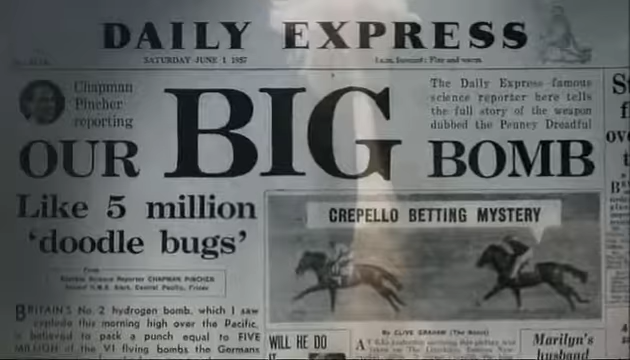 DAILY EXPRESS
SATURDAY JUNE 1 1957
Chapman
Pincher
reporting
The Daily Express famous
science reporter here tells
the full story of the weapon
dubbed the Penney Dreadful
OUR BIG BOMB
Like 5 million
'doodle bugs'
From
Express Science Reporter CHAPMAN PINCHER
Central Pacific, Friday
BRITAIN'S No. 2 hydrogen bomb, which I saw
explode this morning high over the Pacific,
is believed to pack a punch equal to FIVE
MILLION of the V1 flying bombs the Germans
CREPELLO BETTING MYSTERY
By CLIVE GRAHAM (The Scout)
WILL HE DO
IT
Marilyn's
husband